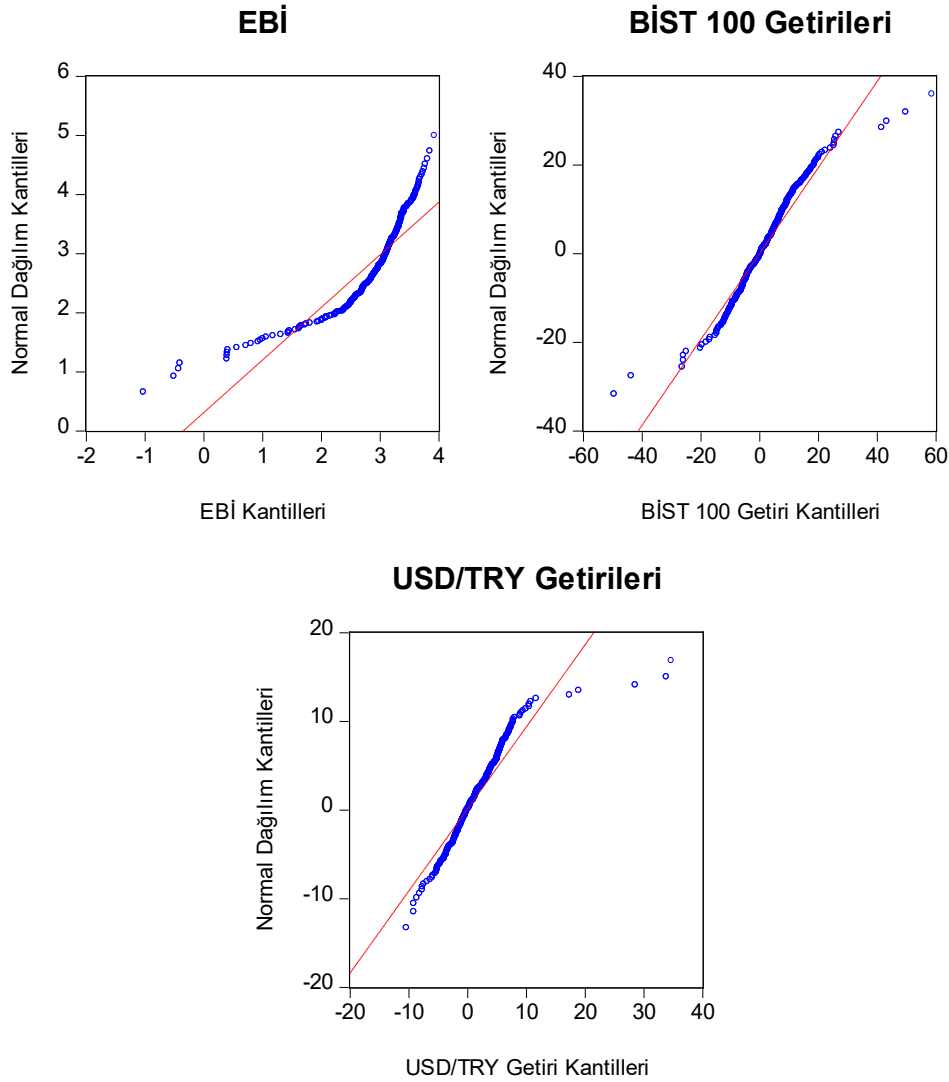 EBİ
BİST 100 Getirileri
6
5
4
3
2
1
0
-2 -1 0 1 2 3 4
Normal Dağılım Kantilleri
EBİ Kantilleri
40
20
0
-20
-40
-60 -40 -20 0 20 40 60
Normal Dağılım Kantilleri
BİST 100 Getiri Kantilleri
USD/TRY Getirileri
20
10
0
-10
-20
-20 -10 0 10 20 30 40
Normal Dağılım Kantilleri
USD/TRY Getiri Kantilleri